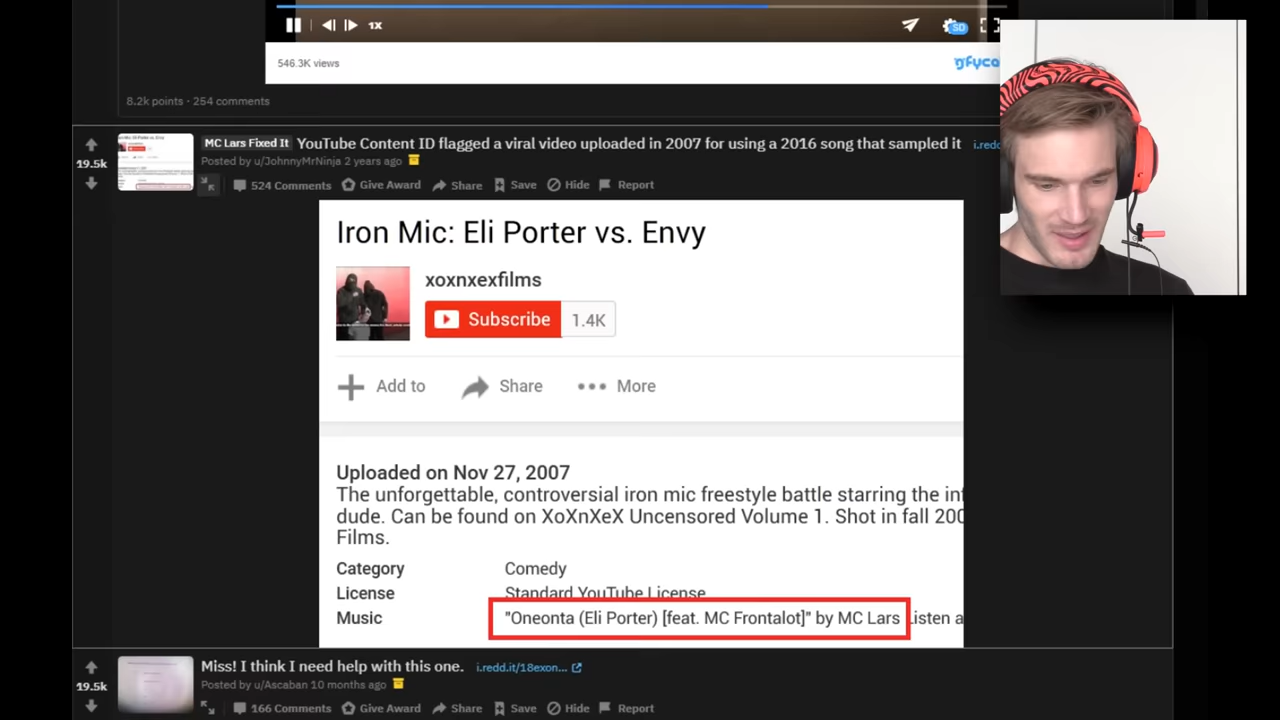 1X
SD
546.3K views
gfyca
8.2k points · 254 comments
19.5k
MC Lars Fixed It YouTube Content ID flagged a viral video uploaded in 2007 for using a 2016 song that sampled it i.redd
Posted by u/JohnnyMrNinja 2 years ago
524 Comments Give Award Share Save Hide Report
Iron Mic: Eli Porter vs. Envy
xoxnxexfilms
Subscribe 1.4K
Add to Share More
Uploaded on Nov 27, 2007
The unforgettable, controversial iron mic freestyle battle starring the inf
dude. Can be found on XoXnXeX Uncensored Volume 1. Shot in fall 200
Films.
Category Comedy
License Standard YouTube License
Music "Oneonta (Eli Porter) [feat. MC Frontalot]" by MC Lars Listen a
19.5k
Miss! I think I need help with this one. i.redd.it/18exon...
Posted by u/Ascaban 10 months ago
166 Comments Give Award Share Save Hide Report